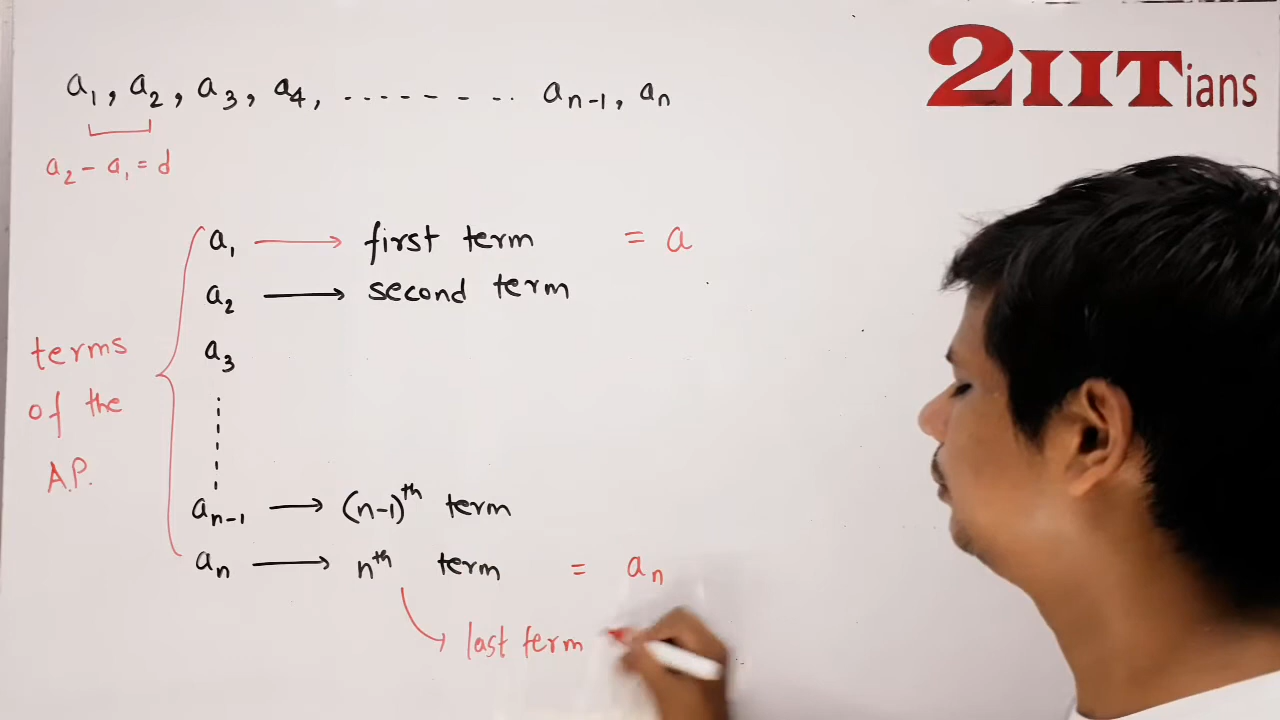 2IITians
a₁, a₂, a₃, a₄, ......... aₙ₋₁, aₙ
a₂ - a₁ = d
a₁ → first term = a
a₂ → second term
terms of the A.P.
a₃
aₙ₋₁ → (n-1)ᵗʰ term
aₙ → nᵗʰ term = aₙ
last term